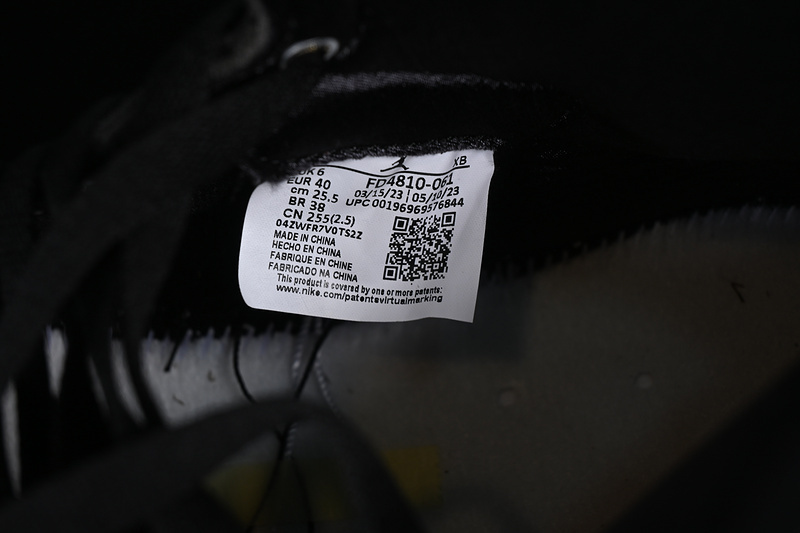 XB
UK 6
EUR 40
cm 25.5
BR 38
CN 255(2.5)
04ZWFR7V0TS2Z
FD4810-061
03/15/23 | 05/10/23
UPC 00196969576844
MADE IN CHINA
HECHO EN CHINA
FABRIQUE EN CHINE
FABRICADO NA CHINA
This product is covered by one or more patents:
www.nike.com/patentsvirtualmarking